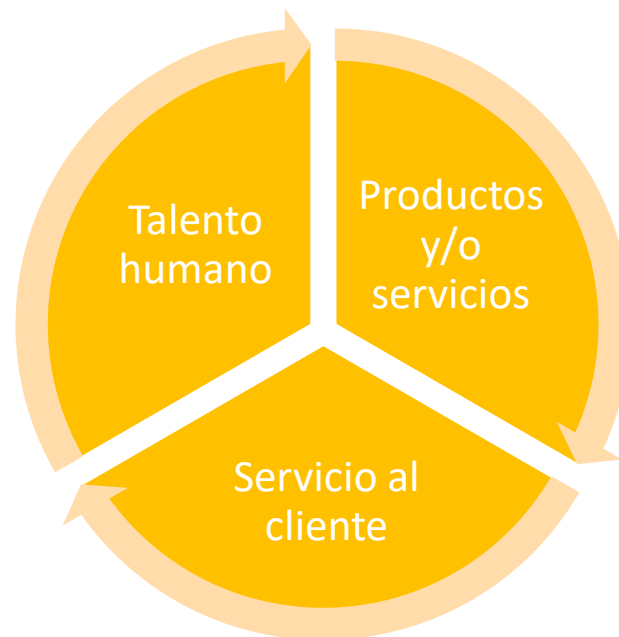 Talento
humano
Productos
y/o
servicios
Servicio al
cliente